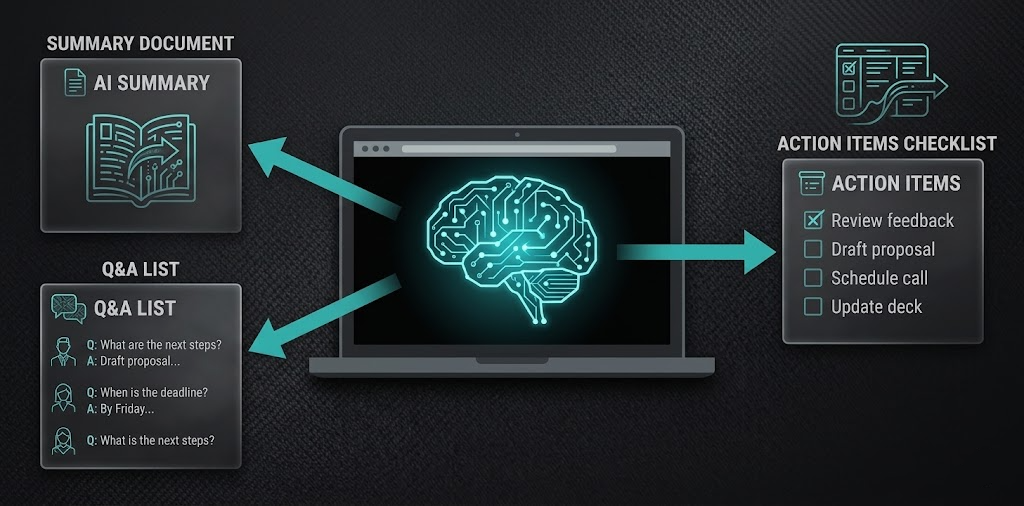 SUMMARY DOCUMENT
AI SUMMARY
Q&A LIST
Q&A LIST
Q: What are the next steps?
A: Draft proposal...
Q: When is the deadline?
A: By Friday...
Q: What is the next steps?
ACTION ITEMS CHECKLIST
ACTION ITEMS
Review feedback
Draft proposal
Schedule call
Update deck